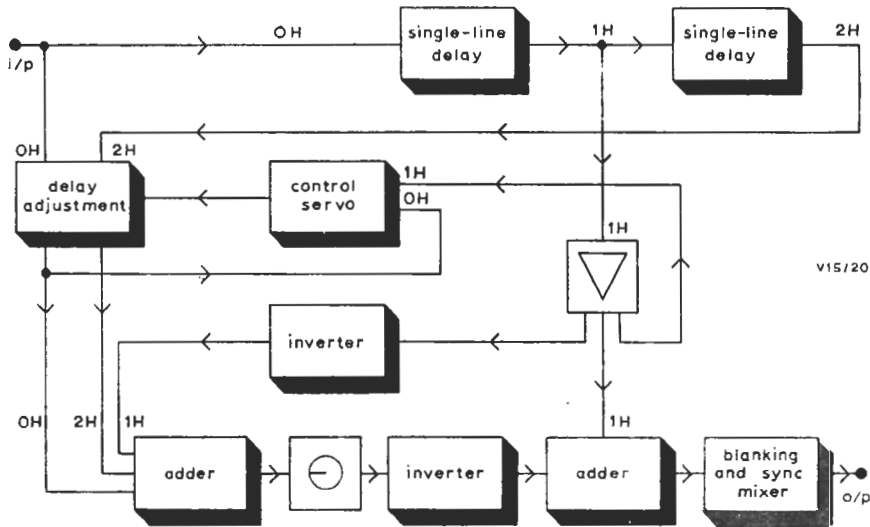 i/p
OH
single-line
delay
1H
single-line
delay
2H
OH
2H
delay
adjustment
control
servo
1H
OH
1H
V15/20
inverter
OH
2H
1H
1H
adder
inverter
adder
blanking
and sync
mixer
o/p